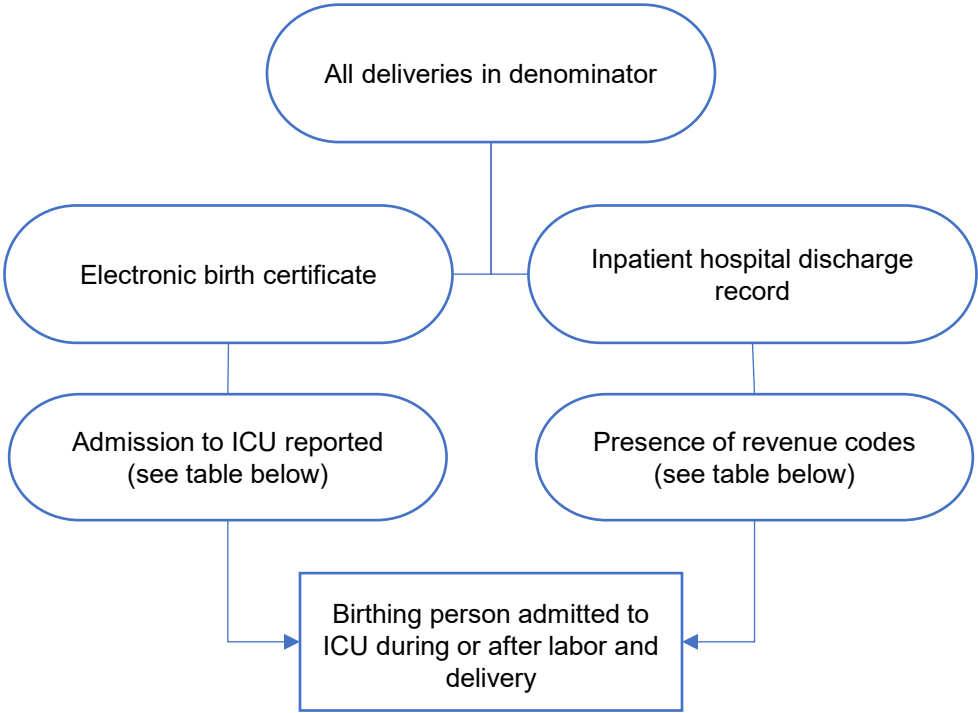 All deliveries in denominator
Electronic birth certificate
Inpatient hospital discharge
record
Admission to ICU reported
(see table below)
Presence of revenue codes
(see table below)
Birthing person admitted to
ICU during or after labor and
delivery